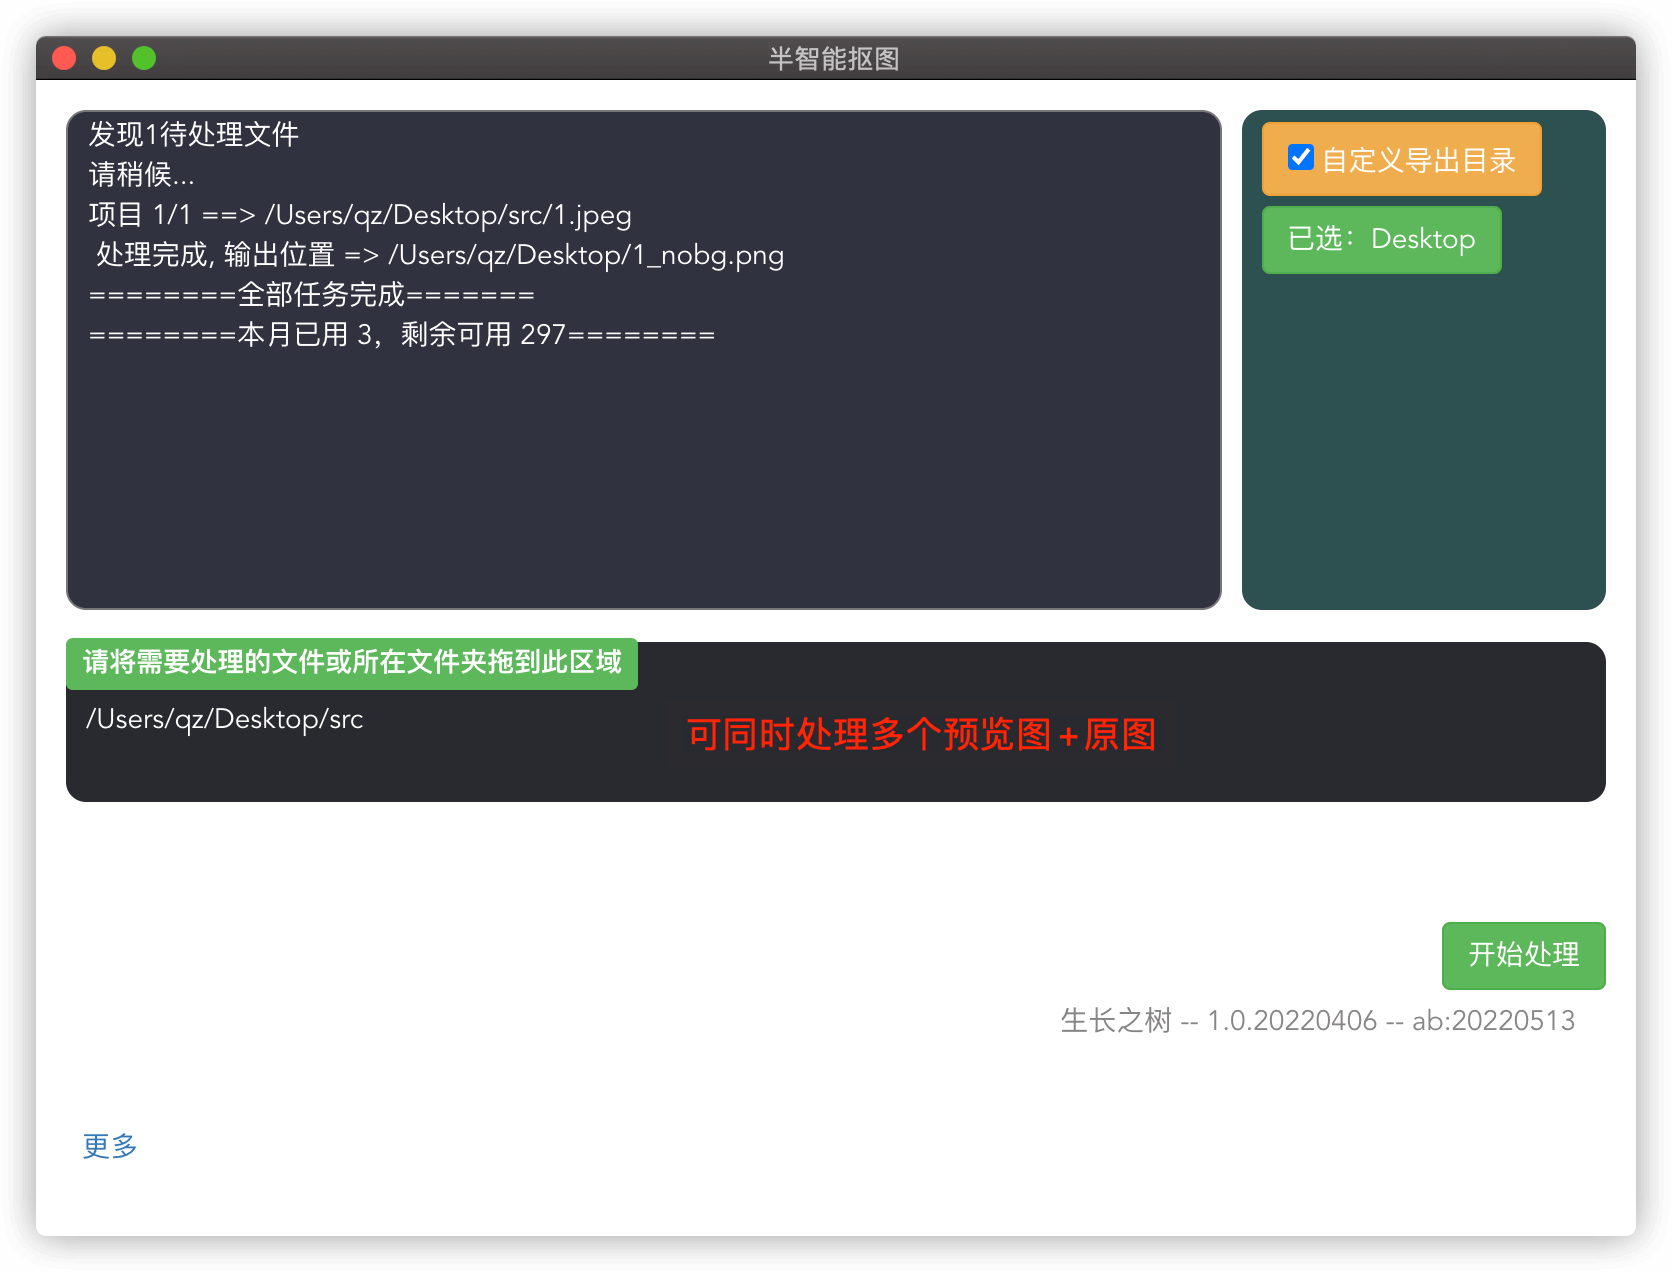 半智能抠图
发现1待处理文件
请稍候...
项目 1/1 ==> /Users/qz/Desktop/src/1.jpeg
处理完成, 输出位置 => /Users/qz/Desktop/1_nobg.png
========全部任务完成=======
========本月已用 3，剩余可用 297========
自定义导出目录
已选：Desktop
请将需要处理的文件或所在文件夹拖到此区域
/Users/qz/Desktop/src
可同时处理多个预览图+原图
开始处理
生长之树 -- 1.0.20220406 -- ab:20220513
更多